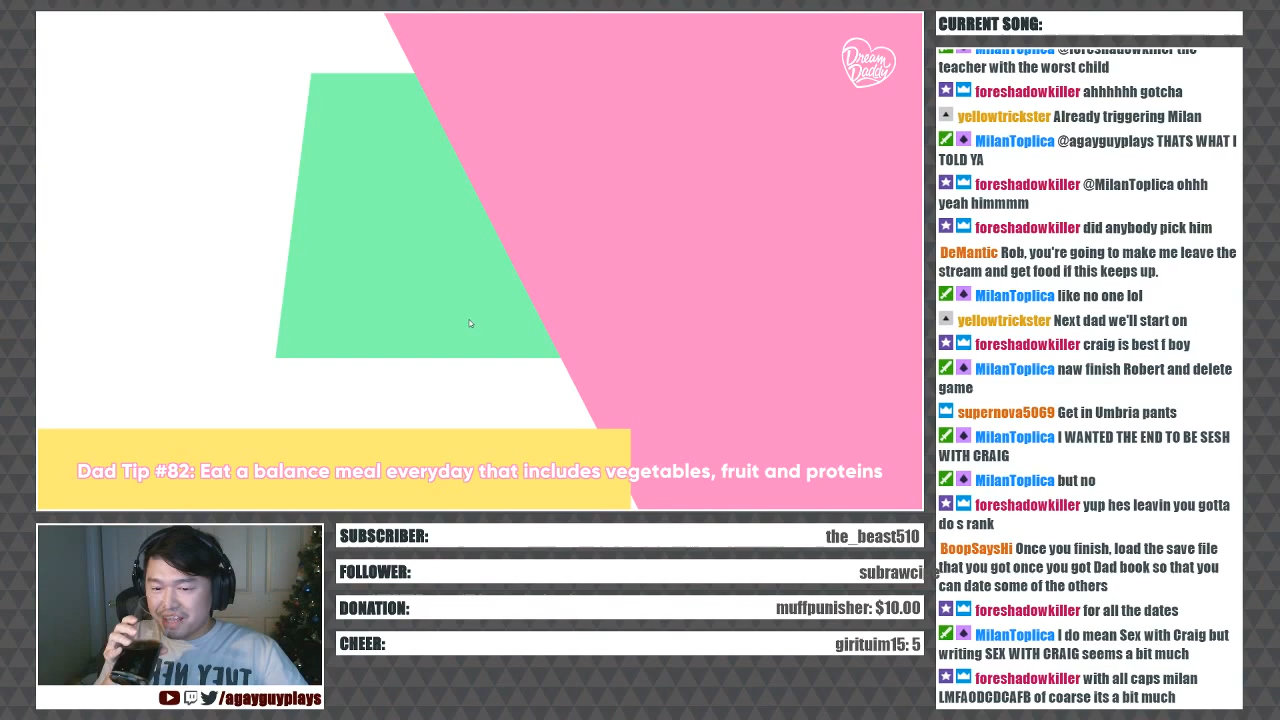 Dream
Daddy
Dad Tip #82: Eat a balance meal everyday that includes vegetables, fruit and proteins
THEY NEV
/agayguyplays
SUBSCRIBER: the_beast510
FOLLOWER: subrawci
DONATION: muffpunisher: $10.00
CHEER: girituim15: 5
CURRENT SONG:
MilanToplica @foreshadowkiller the
teacher with the worst child
foreshadowkiller ahhhhhh gotcha
yellowtrickster Already triggering Milan
MilanToplica @agayguyplays THATS WHAT I
TOLD YA
foreshadowkiller @MilanToplica ohhh
yeah himmmm
foreshadowkiller did anybody pick him
DeMantic Rob, you're going to make me leave the
stream and get food if this keeps up.
MilanToplica like no one lol
yellowtrickster Next dad we'll start on
foreshadowkiller craig is best f boy
MilanToplica naw finish Robert and delete
game
supernova5069 Get in Umbria pants
MilanToplica I WANTED THE END TO BE SESH
WITH CRAIG
MilanToplica but no
foreshadowkiller yup hes leavin you gotta
do s rank
BoopSaysHi Once you finish, load the save file
that you got once you got Dad book so that you
can date some of the others
foreshadowkiller for all the dates
MilanToplica I do mean Sex with Craig but
writing SEX WITH CRAIG seems a bit much
foreshadowkiller with all caps milan
LMFAODCDCAFB of coarse its a bit much